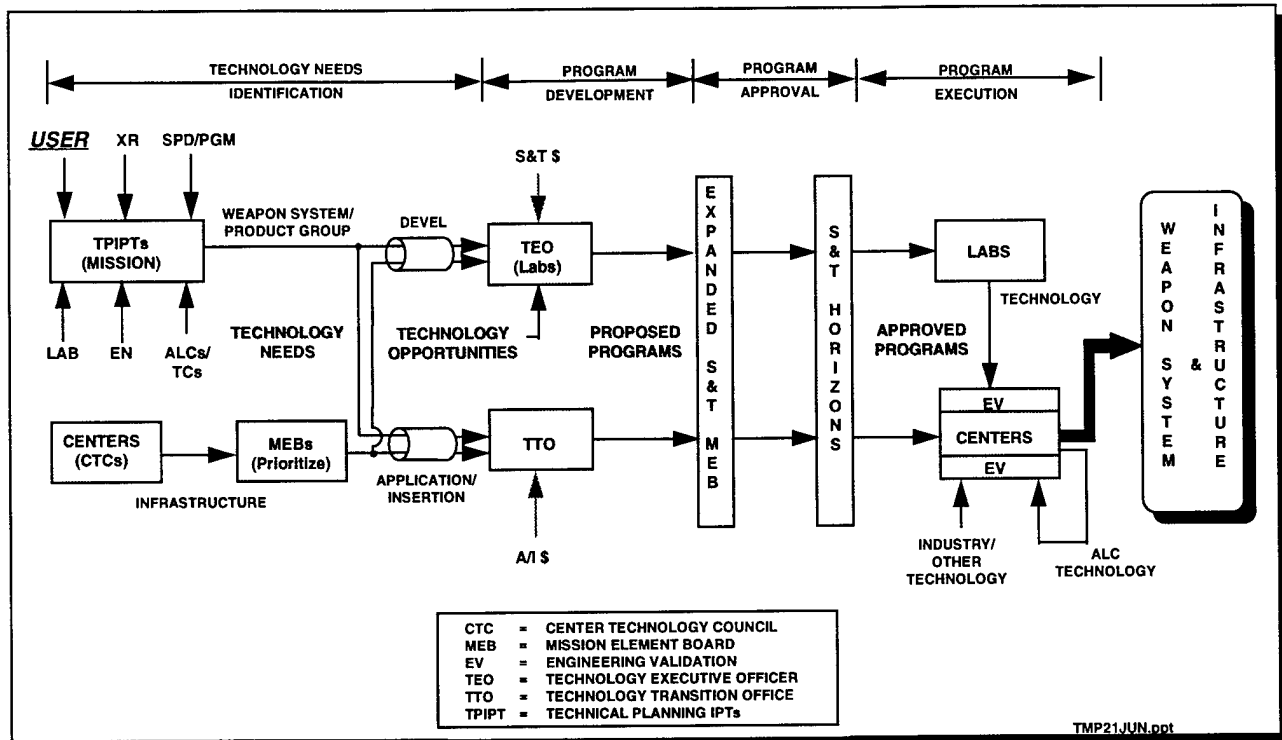 TECHNOLOGY NEEDS
IDENTIFICATION
PROGRAM
DEVELOPMENT
PROGRAM
APPROVAL
PROGRAM
EXECUTION
USER
XR
SPD/PGM
S&T $
WEAPON SYSTEM/
PRODUCT GROUP
DEVEL
TPIPTs
(MISSION)
TEO
(Labs)
LABS
TECHNOLOGY
LAB
EN
ALCs/
TCs
TECHNOLOGY
NEEDS
TECHNOLOGY
OPPORTUNITIES
PROPOSED
PROGRAMS
EXPANDED S&T MEB
S&T HORIZONS
APPROVED
PROGRAMS
WEAPON SYSTEM
&
INFRASTRUCTURE
EV
CENTERS
EV
CENTERS
(CTCs)
MEBs
(Prioritize)
TTO
INFRASTRUCTURE
APPLICATION/
INSERTION
A/I $
INDUSTRY/
OTHER
TECHNOLOGY
ALC
TECHNOLOGY
CTC = CENTER TECHNOLOGY COUNCIL
MEB = MISSION ELEMENT BOARD
EV = ENGINEERING VALIDATION
TEO = TECHNOLOGY EXECUTIVE OFFICER
TTO = TECHNOLOGY TRANSITION OFFICE
TPIPT = TECHNICAL PLANNING IPTs
TMP21JUN.ppt